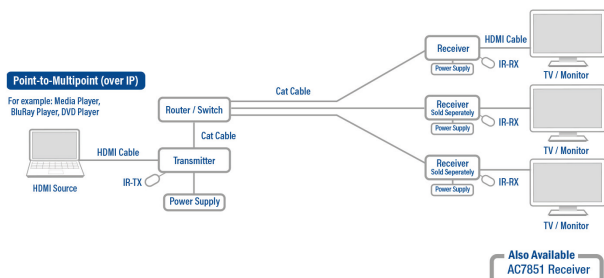 Point-to-Multipoint (over IP)
For example: Media Player,
BluRay Player, DVD Player
HDMI Source
HDMI Cable
IR-TX
Transmitter
Power Supply
Cat Cable
Router / Switch
Cat Cable
Receiver
Power Supply
HDMI Cable
IR-RX
TV / Monitor
Receiver
Sold Seperately
Power Supply
IR-RX
TV / Monitor
Receiver
Sold Seperately
Power Supply
IR-RX
TV / Monitor
Also Available
AC7851 Receiver